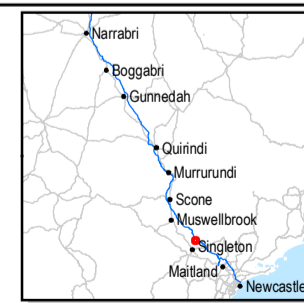 Narrabri
Boggabri
Gunnedah
Quirindi
Murrurundi
Scone
Muswellbrook
Singleton
Maitland
Newcastle